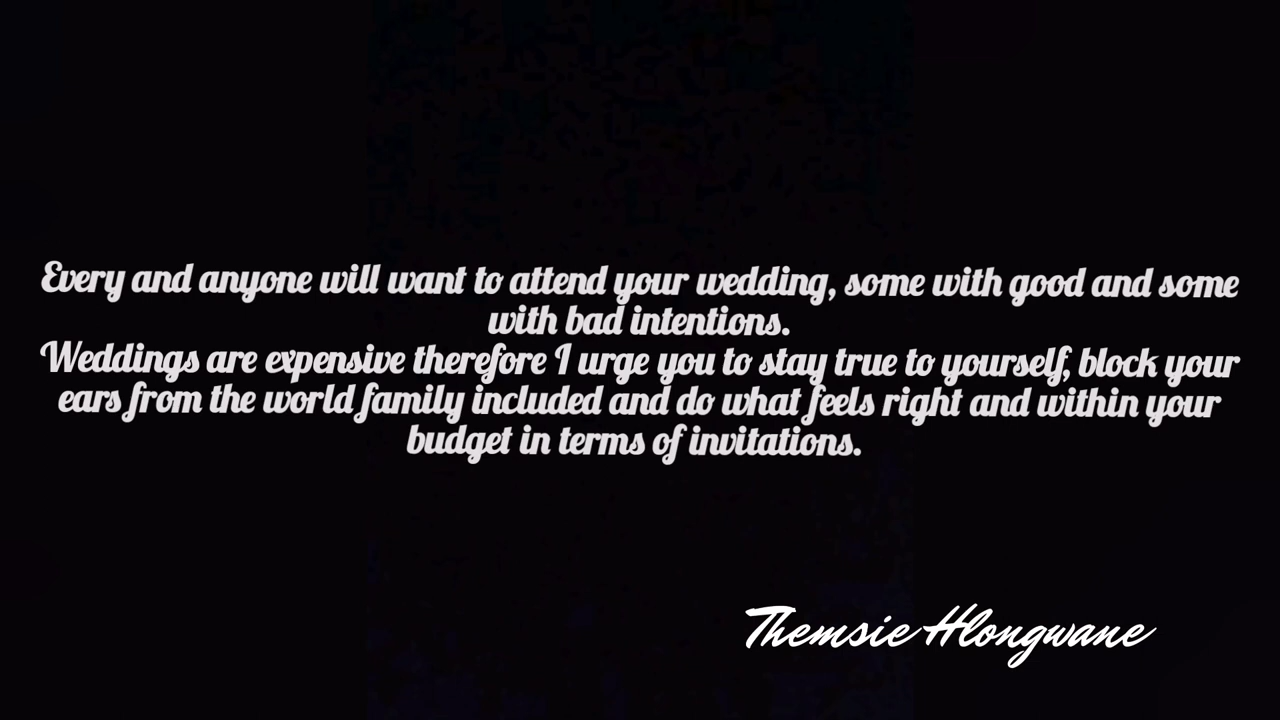 Every and anyone will want to attend your wedding, some with good and some
with bad intentions.
Weddings are expensive therefore I urge you to stay true to yourself, block your
ears from the world family included and do what feels right and within your
budget in terms of invitations.
Themsie Hlongwane